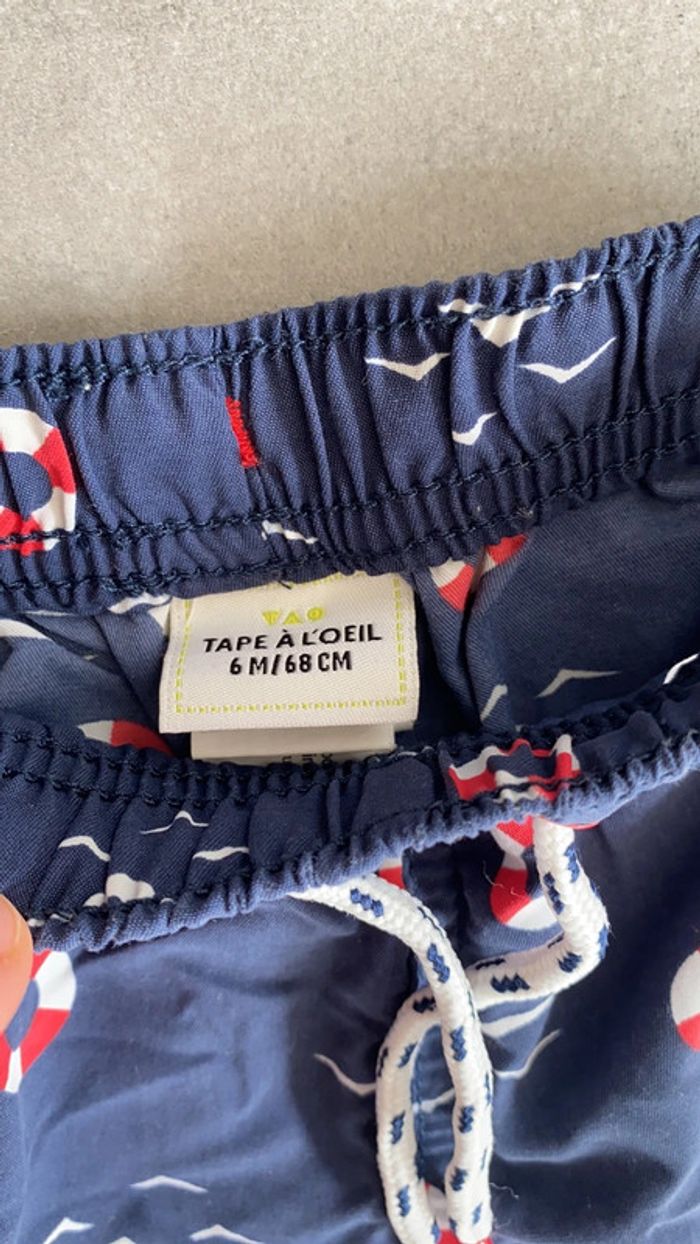 TAO
TAPE À L'OEIL
6 M/68 CM